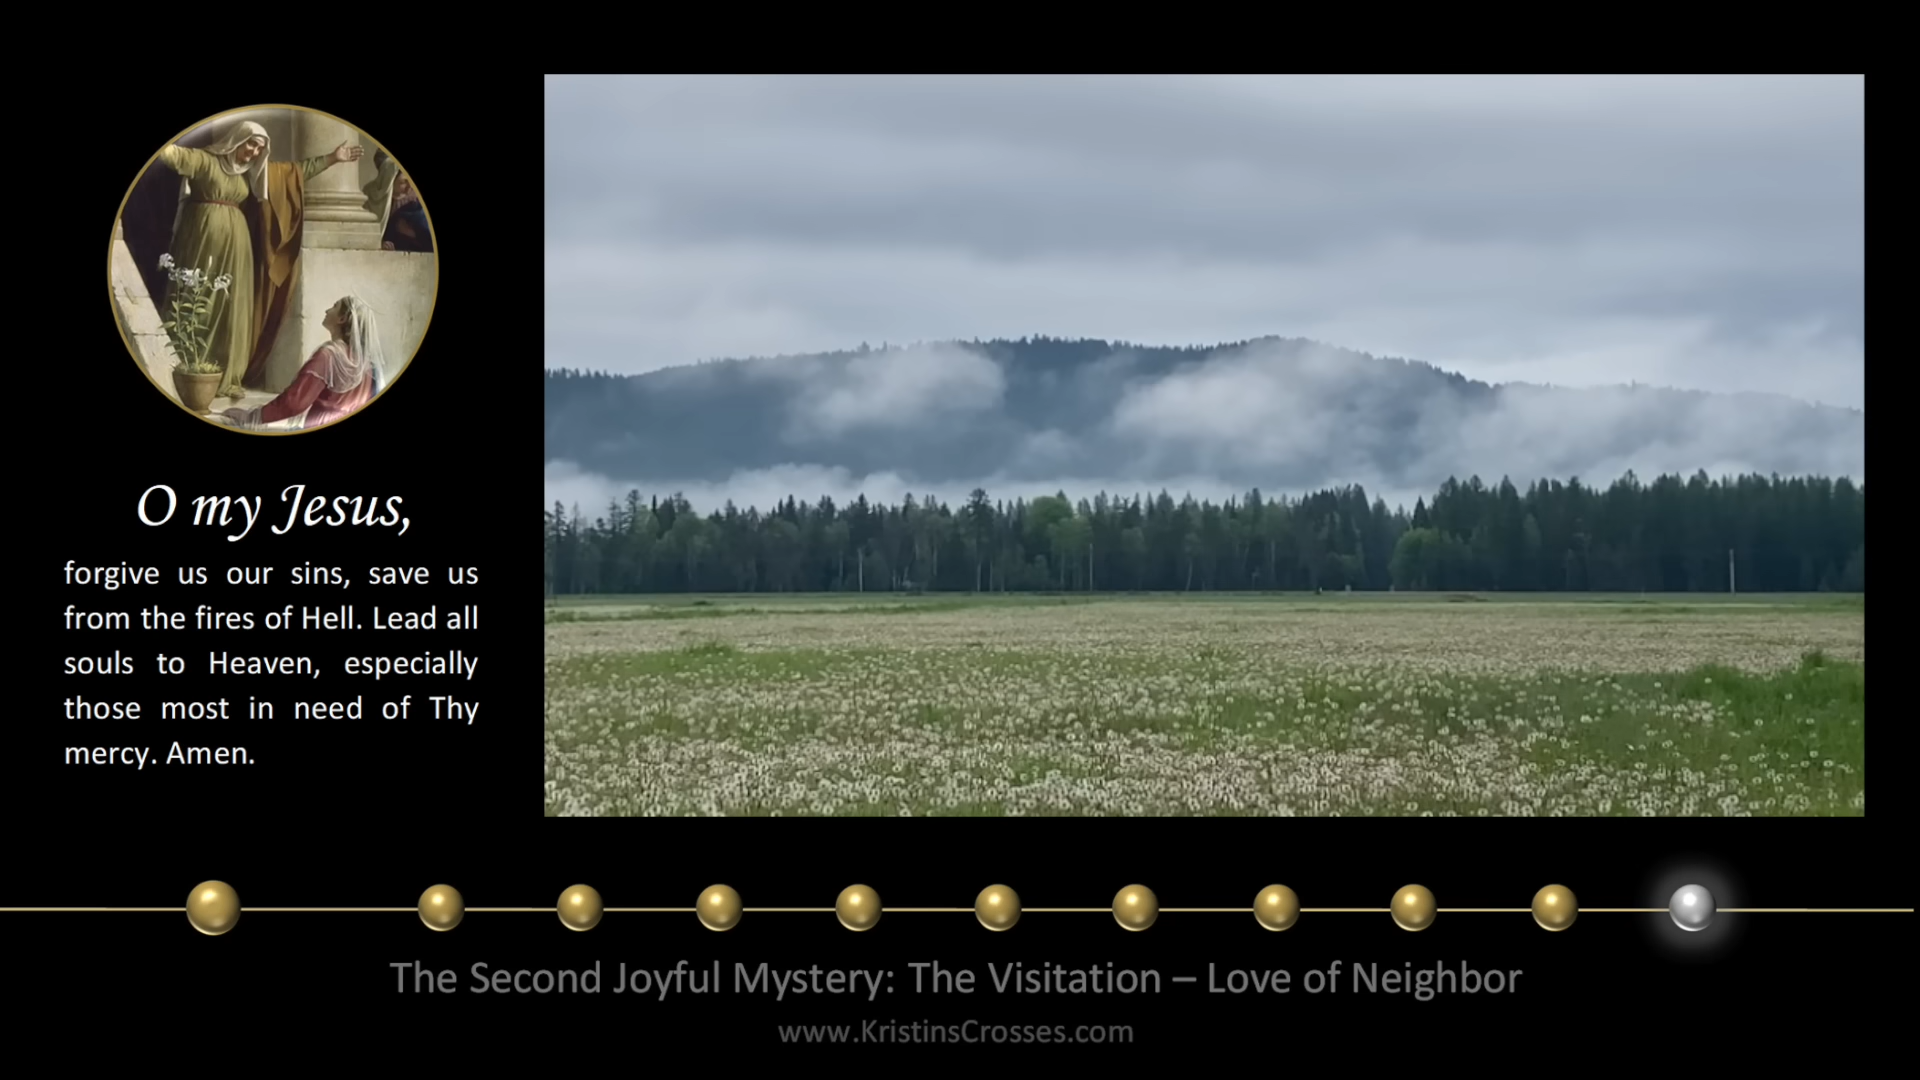 O my Jesus,
forgive us our sins, save us
from the fires of Hell. Lead all
souls to Heaven, especially
those most in need of Thy
mercy. Amen.
The Second Joyful Mystery: The Visitation – Love of Neighbor
www.KristinsCrosses.com